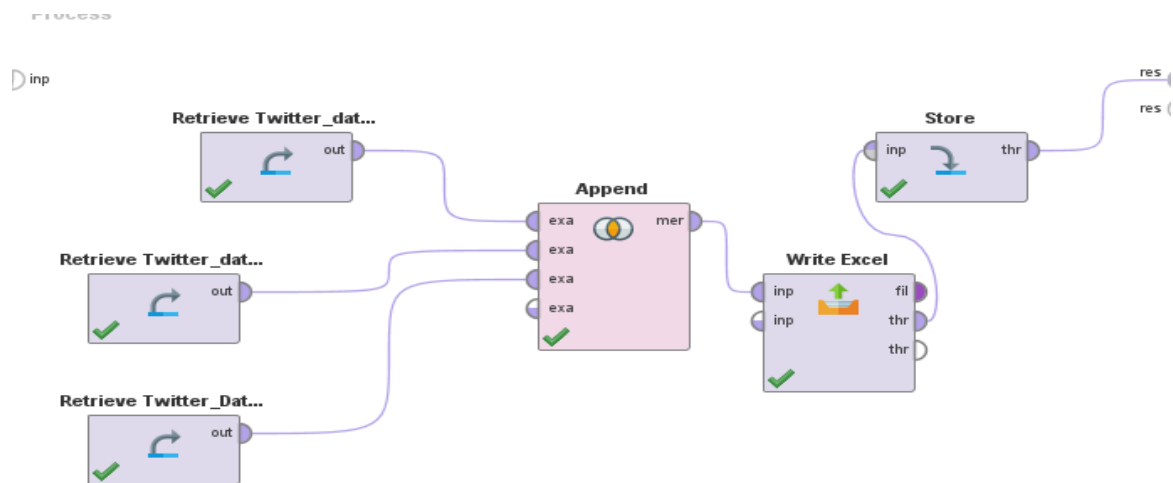 Process
inp
res
res
Retrieve Twitter_dat...
out
Store
inp
thr
Append
exa
mer
exa
exa
exa
Retrieve Twitter_dat...
out
Write Excel
inp
fil
inp
thr
thr
Retrieve Twitter_Dat...
out